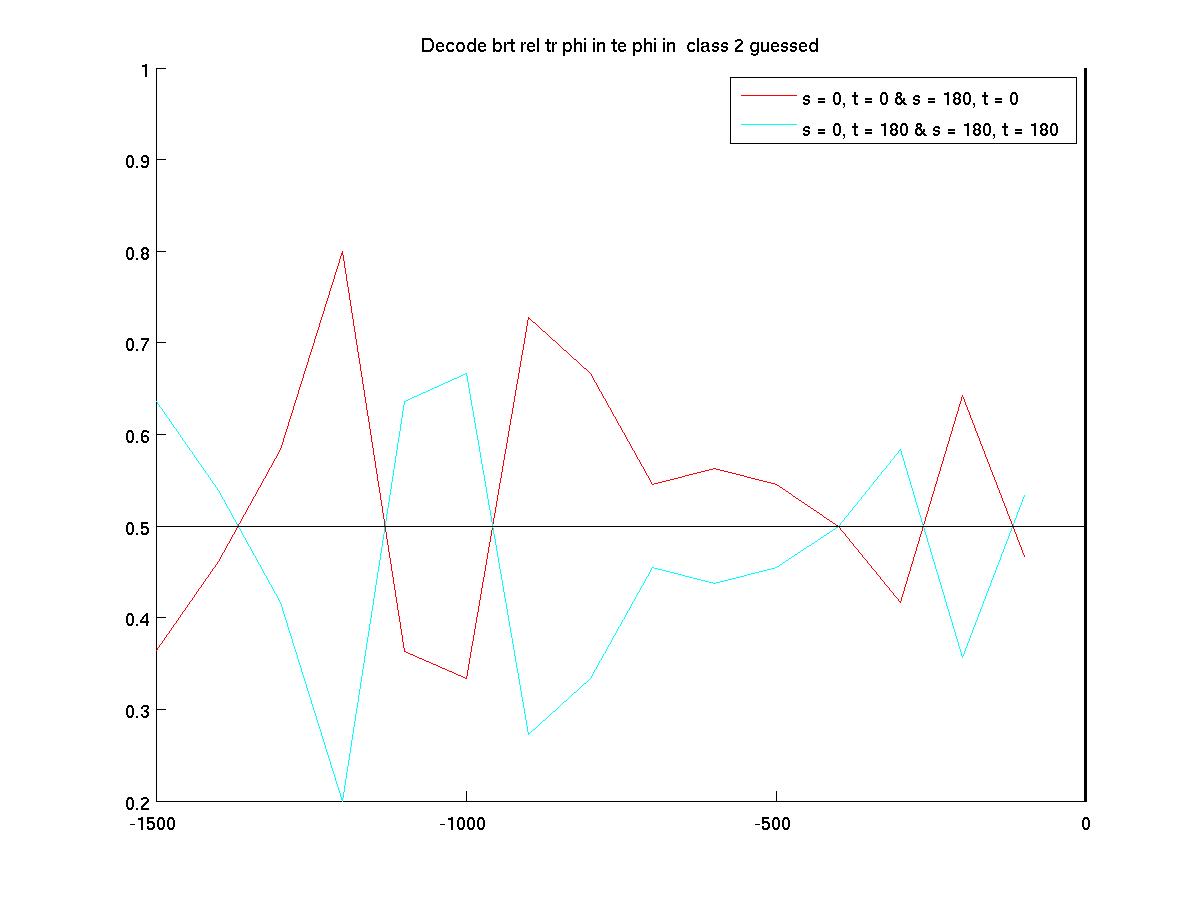 Decode brt rel tr phi in te phi in  class 2 guessed
s = 0, t = 0 & s = 180, t = 0
s = 0, t = 180 & s = 180, t = 180
1
0.9
0.8
0.7
0.6
0.5
0.4
0.3
0.2
-1500 -1000 -500 0